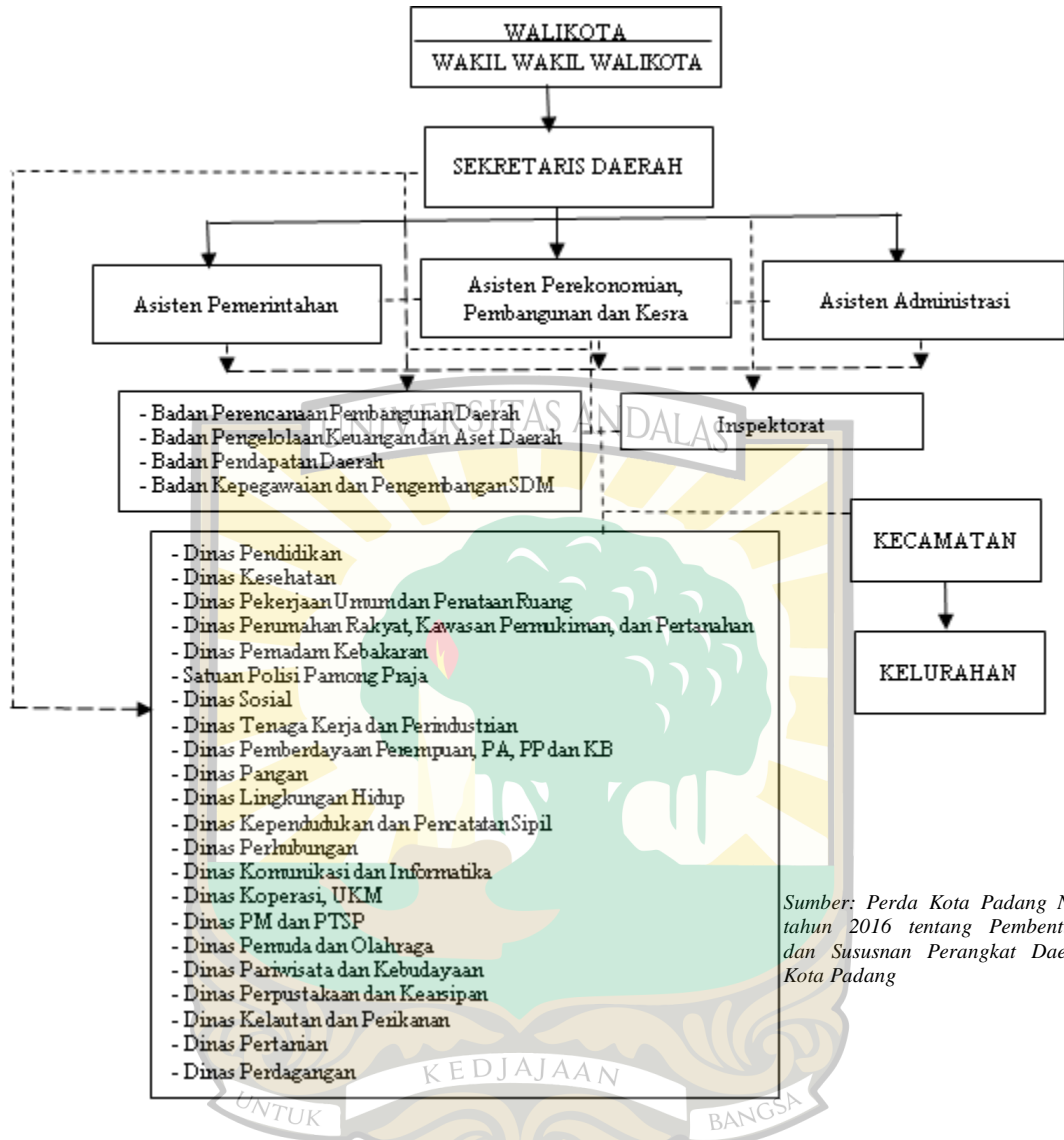 WALIKOTA
WAKIL WAKIL WALIKOTA
SEKRETARIS DAERAH
Asisten Pemerintahan
Asisten Perekonomian,
Pembangunan dan Kesra
Asisten Administrasi
- Badan Perencanaan Pembangunan Daerah
- Badan Pengelolaan Keuangan dan Aset Daerah
- Badan Pendapatan Daerah
- Badan Kepegawaian dan Pengembangan SDM
Inspektorat
UNIVERSITAS ANDALAS
KECAMATAN
KELURAHAN
- Dinas Pendidikan
- Dinas Kesehatan
- Dinas Pekerjaan Umum dan Penataan Ruang
- Dinas Perumahan Rakyat, Kawasan Permukiman, dan Pertanahan
- Dinas Pemadam Kebakaran
- Satuan Polisi Pamong Praja
- Dinas Sosial
- Dinas Tenaga Kerja dan Perindustrian
- Dinas Pemberdayaan Perempuan, PA, PP dan KB
- Dinas Pangan
- Dinas Lingkungan Hidup
- Dinas Kependudukan dan Pencatatan Sipil
- Dinas Perhubungan
- Dinas Komunikasi dan Informatika
- Dinas Koperasi, UKM
- Dinas PM dan PTSP
- Dinas Pemuda dan Olahraga
- Dinas Pariwisata dan Kebudayaan
- Dinas Perpustakaan dan Kearsipan
- Dinas Kelautan dan Perikanan
- Dinas Pertanian
- Dinas Perdagangan
Sumber: Perda Kota Padang
tahun 2016 tentang
dan Sususnan Perangkat
Kota Padang
UNTUK KEDJAJAAN BANGSA